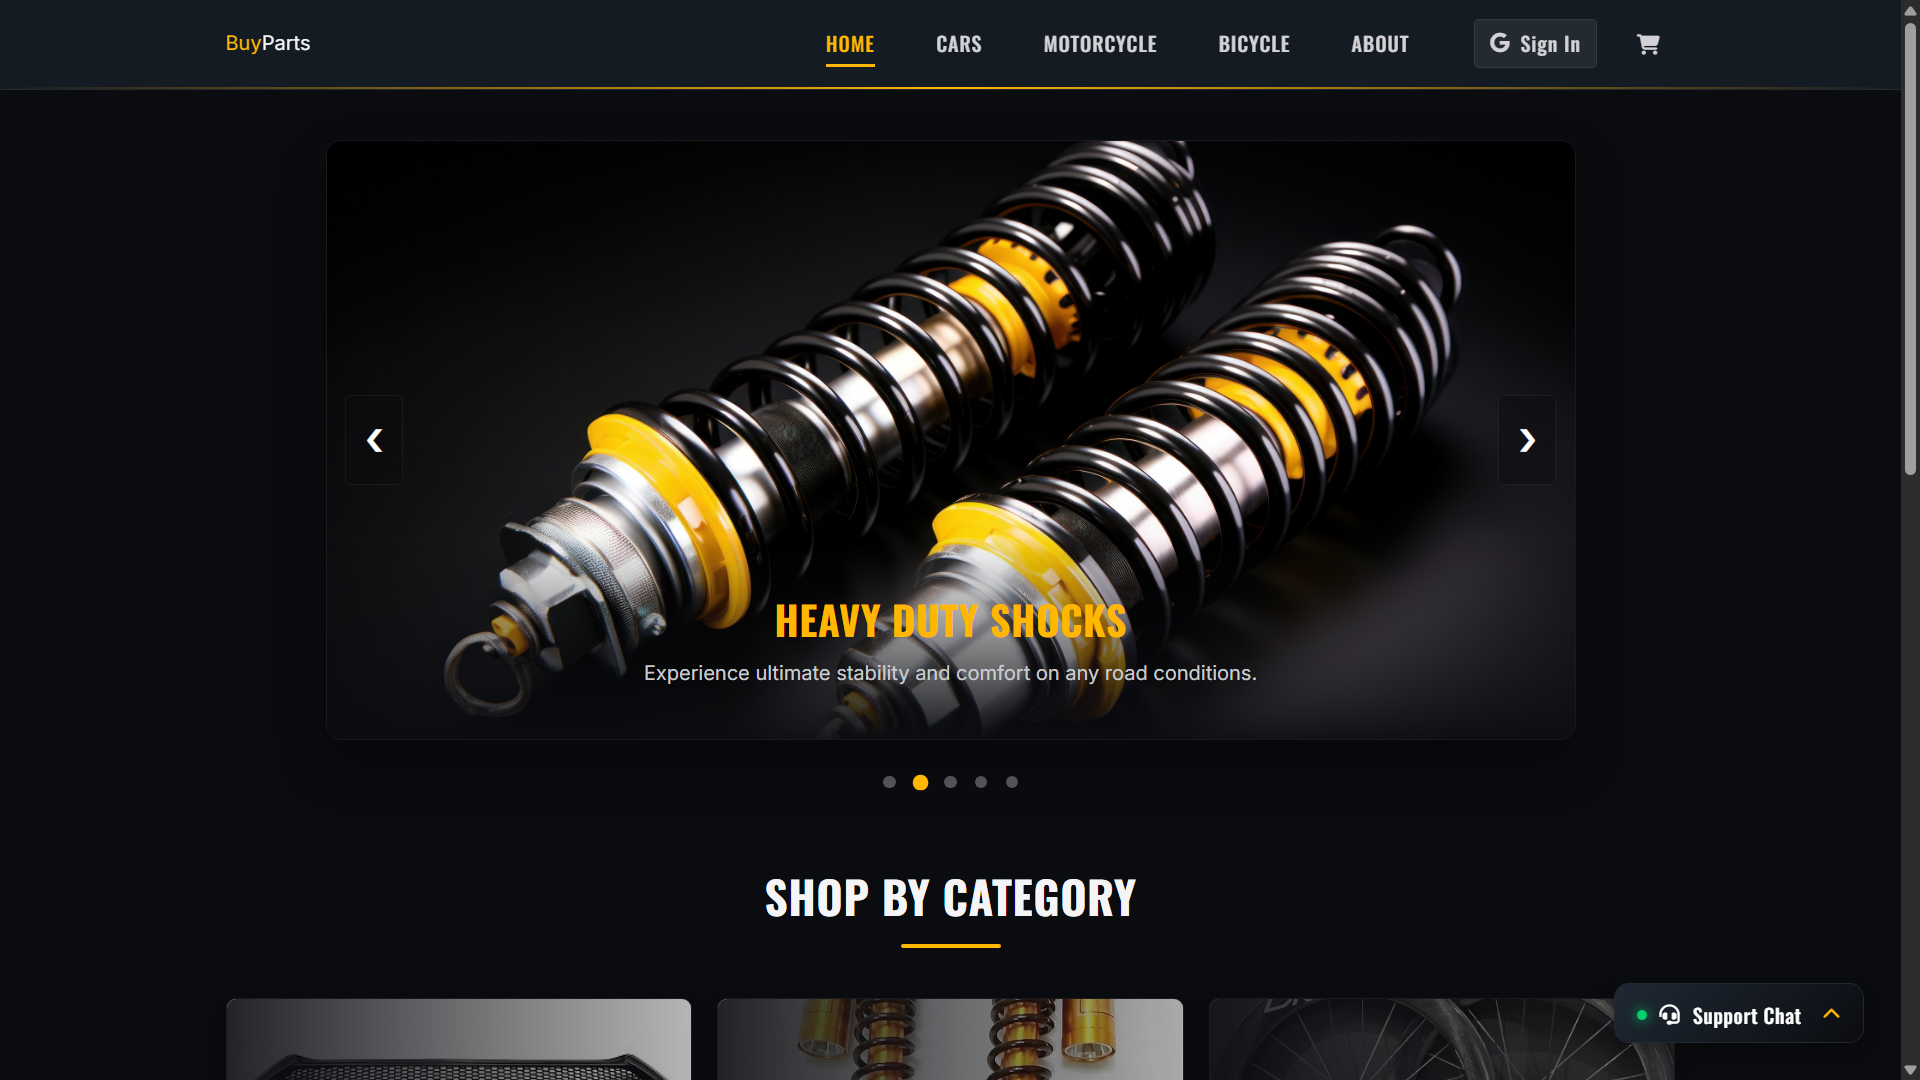 BuyParts
HOME CARS MOTORCYCLE BICYCLE ABOUT Sign In
HEAVY DUTY SHOCKS
Experience ultimate stability and comfort on any road conditions.
SHOP BY CATEGORY
Support Chat